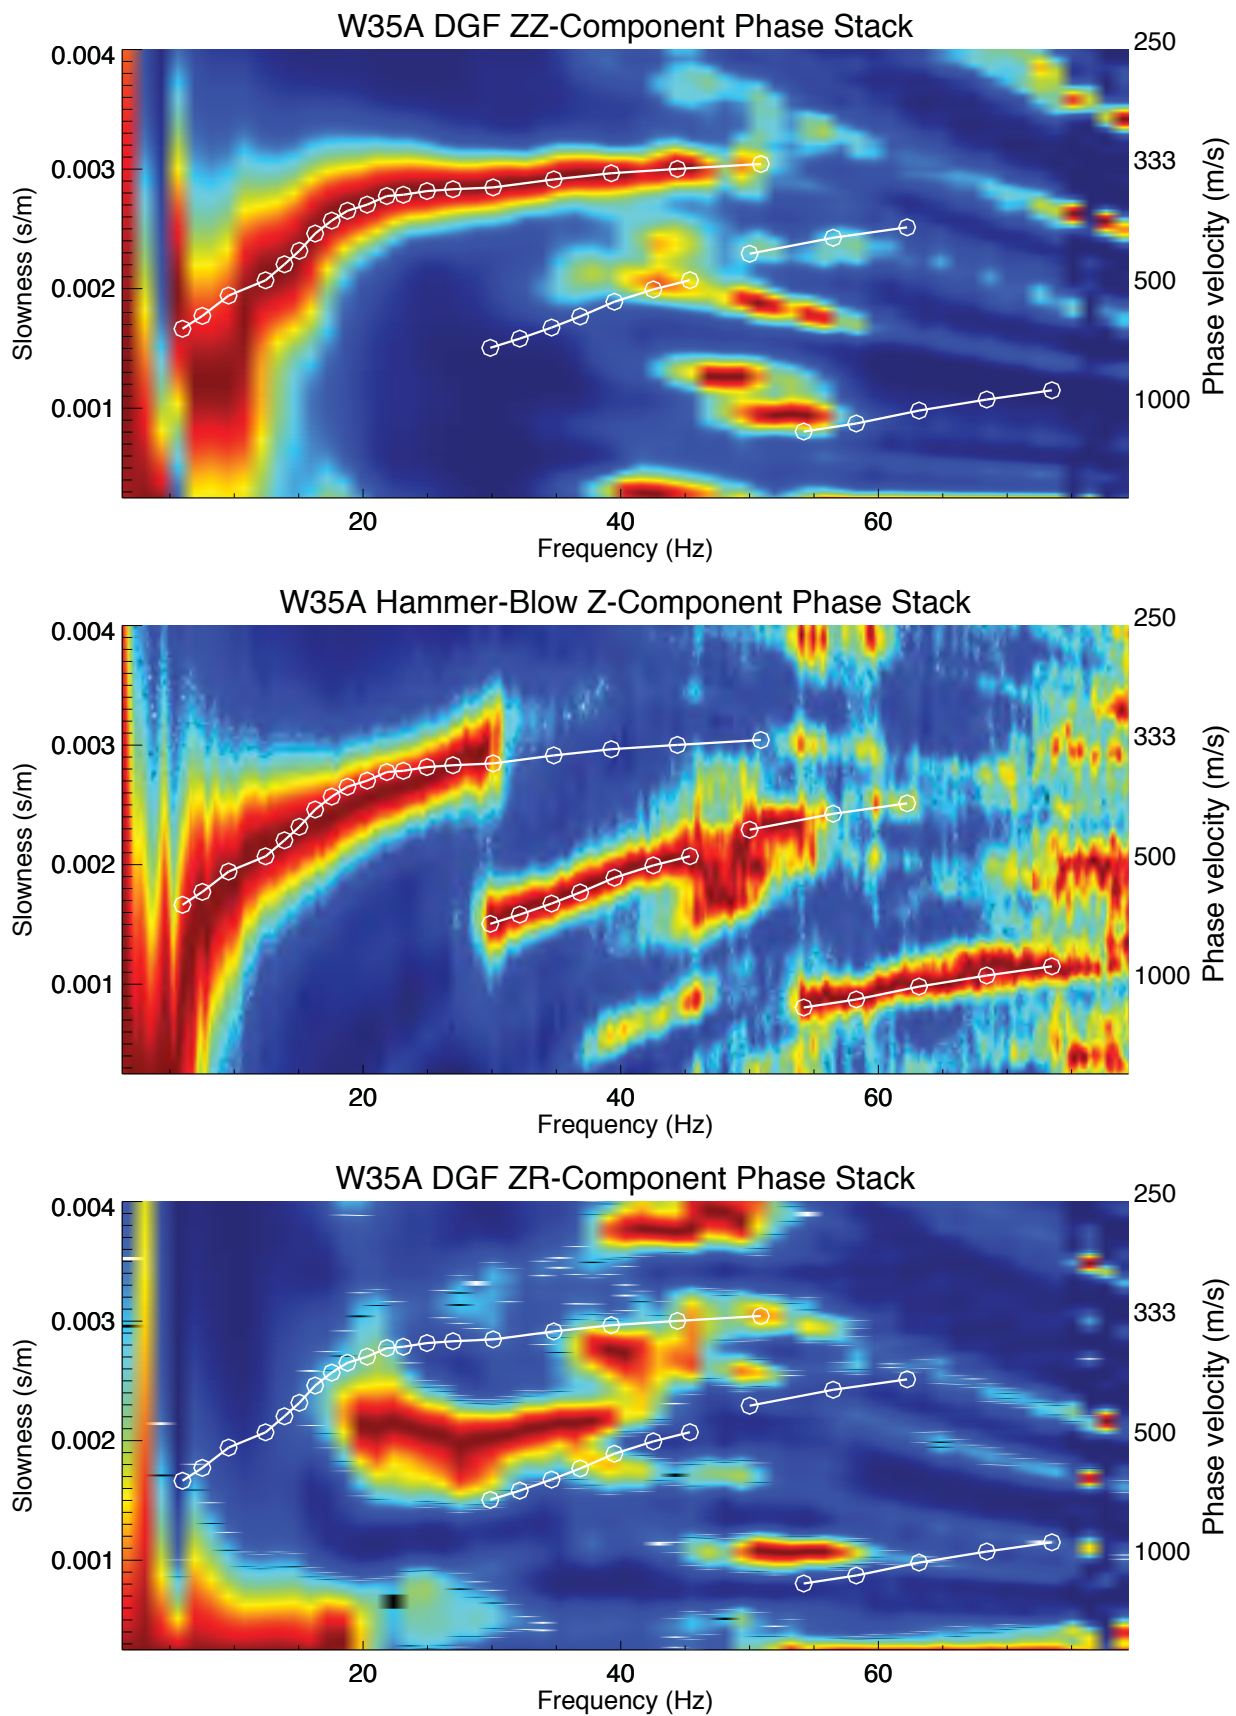 W35A DGF ZZ-Component Phase Stack
0.004
0.003
0.002
0.001
Slowness (s/m)
250
333
500
1000
Phase velocity (m/s)
20
40
60
Frequency (Hz)
W35A Hammer-Blow Z-Component Phase Stack
0.004
0.003
0.002
0.001
Slowness (s/m)
250
333
500
1000
Phase velocity (m/s)
20
40
60
Frequency (Hz)
W35A DGF ZR-Component Phase Stack
0.004
0.003
0.002
0.001
Slowness (s/m)
250
333
500
1000
Phase velocity (m/s)
20
40
60
Frequency (Hz)